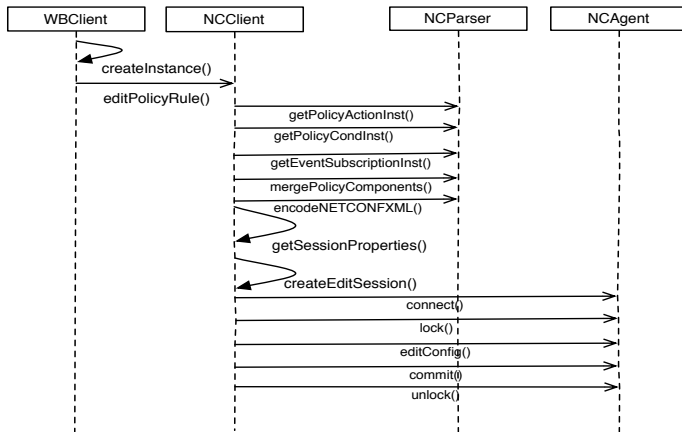 WBClient
NCClient
NCParser
NCAgent
createInstance()
editPolicyRule()
getPolicyActionInst()
getPolicyCondInst()
getEventSubscriptionInst()
mergePolicyComponents()
encodeNETCONFXML()
getSessionProperties()
createEditSession()
connect()
lock()
editConfig()
commit()
unlock()